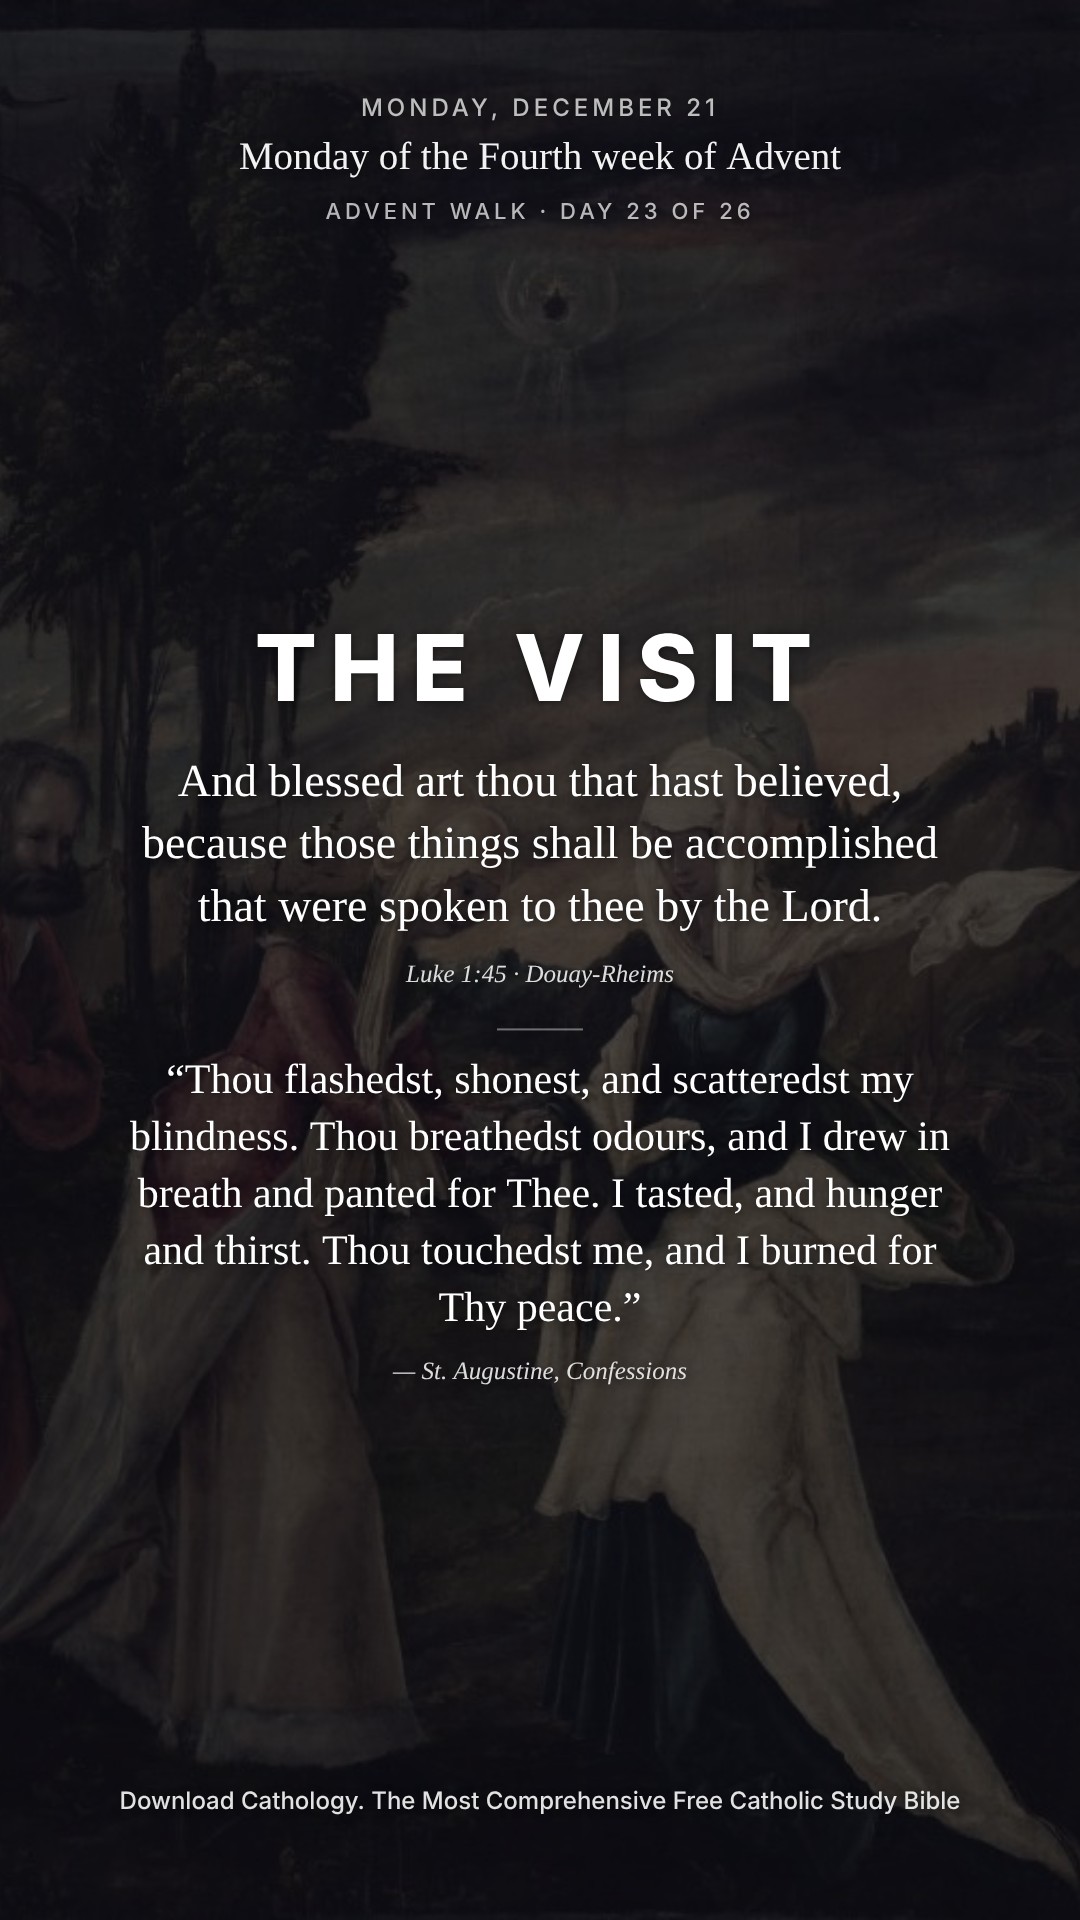 MONDAY, DECEMBER 21
Monday of the Fourth week of Advent
ADVENT WALK · DAY 23 OF 26
THE VISIT
And blessed art thou that hast believed,
because those things shall be accomplished
that were spoken to thee by the Lord.
Luke 1:45 · Douay-Rheims
“Thou flashedst, shonest, and scatteredst my
blindness. Thou breathedst odours, and I drew in
breath and panted for Thee. I tasted, and hunger
and thirst. Thou touchedst me, and I burned for
Thy peace.”
— St. Augustine, Confessions
Download Cathology. The Most Comprehensive Free Catholic Study Bible